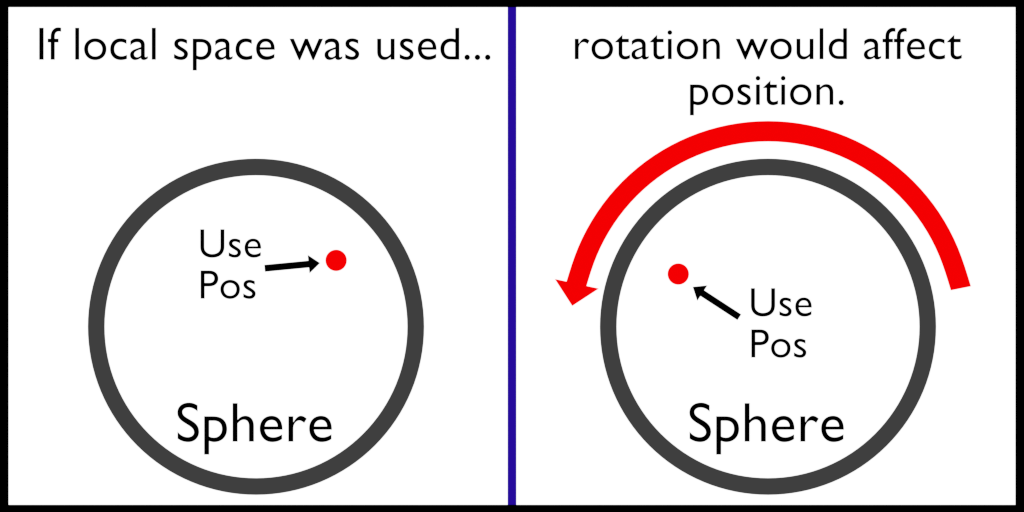 If local space was used...
Use
Pos
Sphere
rotation would affect
position.
Use
Pos
Sphere